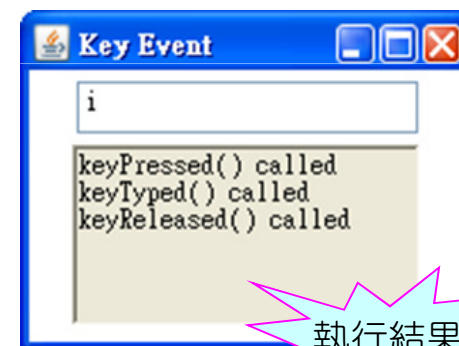 Key Event
i
keyPressed() called
keyTyped() called
keyReleased() called
執行結果